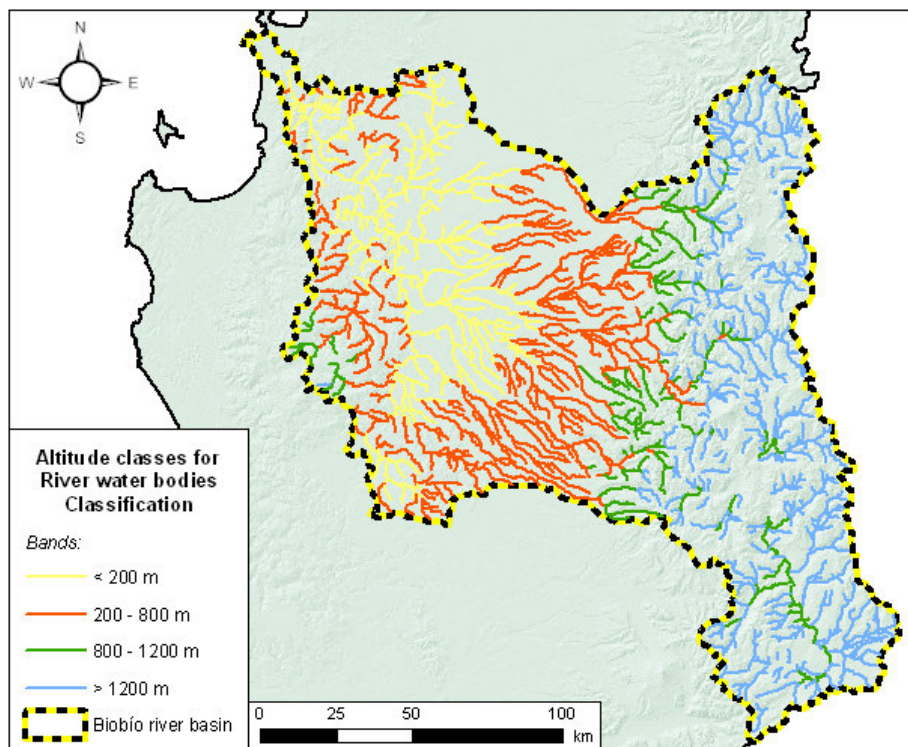 N
W E
S
Altitude classes for
River water bodies
Classification
Bands:
< 200 m
200 - 800 m
800 - 1200 m
> 1200 m
Biobío river basin
0 25 50 100
km